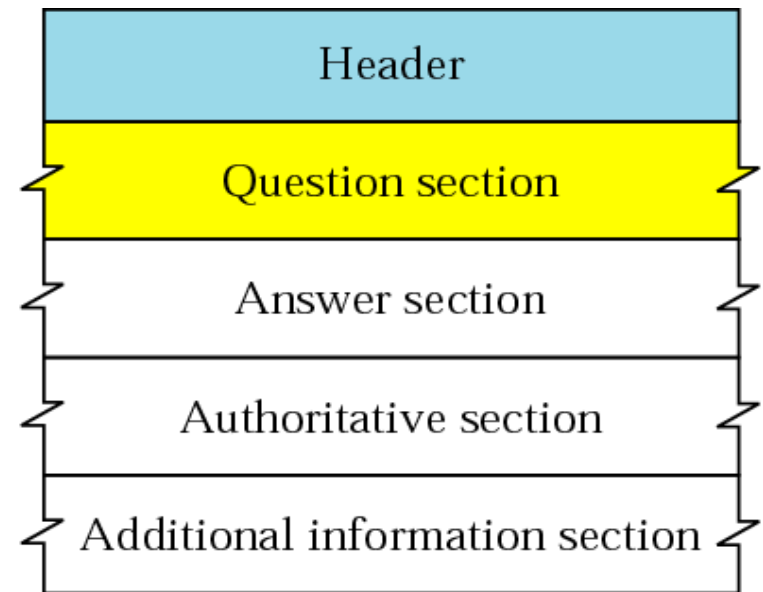 Header
Question section
Answer section
Authoritative section
Additional information section